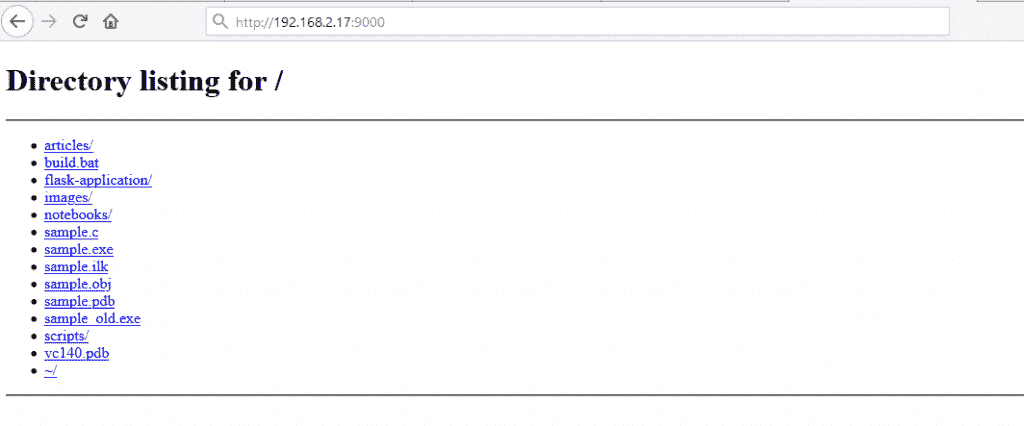 http://192.168.2.17:9000
Directory listing for /
articles/
build.bat
flask-application/
images/
notebooks/
sample.c
sample.exe
sample.ilk
sample.obj
sample.pdb
sample_old.exe
scripts/
vc140.pdb
~/